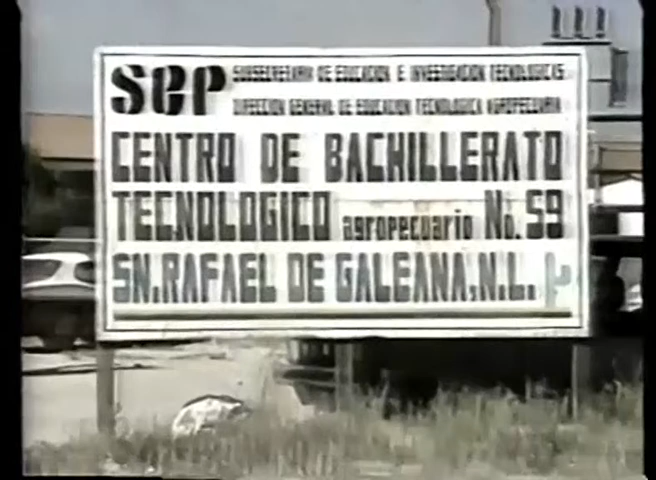 sep SUBSECRETARIA DE EDUCACION E INVESTIGACION TECNOLOGICAS
DIRECCION GENERAL DE EDUCACION TECNOLOGICA AGROPECUARIA
CENTRO DE BACHILLERATO
TECNOLOGICO agropecuario No. 59
SN.RAFAEL DE GALEANA,N.L.